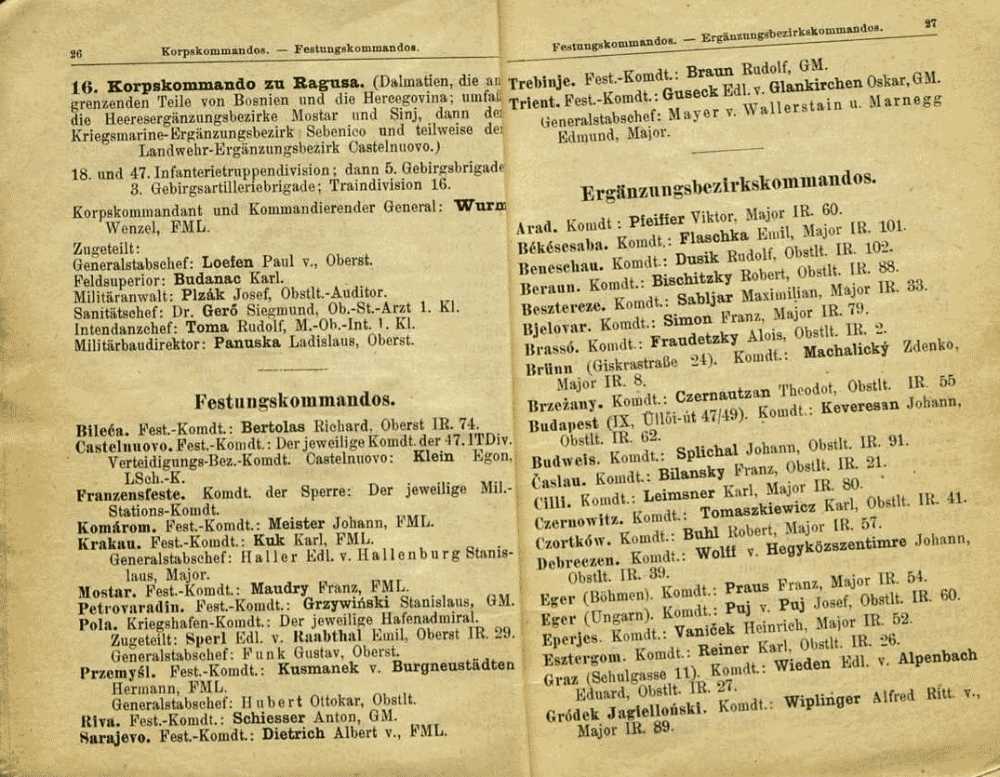 26
Korpskommandos. — Festungskommandos.
16. Korpskommando zu Ragusa. (Dalmatien, die an
grenzenden Teile von Bosnien und die Hercegovina; umfaß
die Heeresergänzungsbezirke Mostar und Sinj, dann de
Kriegsmarine-Ergänzungsbezirk Sebenico und teilweise de
Landwehr-Ergänzungsbezirk Castelnuovo.)
18. und 47. Infanterietruppendivision; dann 5. Gebirgsbrigade
3. Gebirgsartilleriebrigade; Traindivision 16.
Korpskommandant und Kommandierender General: Wurm
Wenzel, FML.
Zugeteilt:
Generalstabschef: Loefen Paul v., Oberst.
Feldsuperior: Budanac Karl.
Militäranwalt: Plzák Josef, Obstlt.-Auditor.
Sanitätschef: Dr. Gerő Siegmund, Ob.-St.-Arzt 1. Kl.
Intendanzchef: Toma Rudolf, M.-Ob.-Int. 1. Kl.
Militärbaudirektor: Panuska Ladislaus, Oberst.
Festungskommandos.
Bileća. Fest.-Komdt.: Bertolas Richard, Oberst IR. 74.
Castelnuovo. Fest.-Komdt.: Der jeweilige Komdt. der 47. ITDiv.
Verteidigungs-Bez.-Komdt. Castelnuovo: Klein Egon,
LSch.-K.
Franzensfeste. Komdt. der Sperre: Der jeweilige Mil.-
Stations-Komdt.
Komárom. Fest.-Komdt.: Meister Johann, FML.
Krakau. Fest.-Komdt.: Kuk Karl, FML.
Generalstabschef: Haller Edl. v. Hallenburg Stanis-
laus, Major.
Mostar. Fest.-Komdt.: Maudry Franz, FML.
Petrovaradin. Fest.-Komdt.: Grzywiński Stanislaus, GM.
Pola. Kriegshafen-Komdt.: Der jeweilige Hafenadmiral.
Zugeteilt: Sperl Edl. v. Raabthal Emil, Oberst IR. 29.
Generalstabschef: Funk Gustav, Oberst.
Przemyśl. Fest.-Komdt.: Kusmanek v. Burgneustädten
Hermann, FML.
Generalstabschef: Hubert Ottokar, Obstlt.
Riva. Fest.-Komdt.: Schiesser Anton, GM.
Sarajevo. Fest.-Komdt.: Dietrich Albert v., FML.
Festungskommandos. — Ergänzungsbezirkskommandos.
27
Trebinje. Fest.-Komdt.: Braun Rudolf, GM.
Trient. Fest.-Komdt.: Guseck Edl. v. Glankirchen Oskar, GM.
Generalstabschef: Mayer v. Wallerstain u. Marnegg
Edmund, Major.
Ergänzungsbezirkskommandos.
Arad. Komdt : Pfeiffer Viktor, Major IR. 60.
Békéscsaba. Komdt.: Flaschka Emil, Major IR. 101.
Beneschau. Komdt.: Dusik Rudolf, Obstlt. IR. 102.
Beraun. Komdt.: Bischitzky Robert, Obstlt. IR. 88.
Besztercze. Komdt.: Sabljar Maximilian, Major IR. 33.
Bjelovar. Komdt.: Simon Franz, Major IR. 79.
Brassó. Komdt.: Fraudetzky Alois, Obstlt. IR. 2.
Brünn (Giskrastraße 24). Komdt.: Machalický Zdenko,
Major IR. 8.
Brzeżany. Komdt.: Czernautzan Theodot, Obstlt. IR. 55
Budapest (IX, Üllői-út 47/49). Komdt.: Keveresan Johann,
Obstlt. IR. 62.
Budweis. Komdt.: Splichal Johann, Obstlt. IR. 91.
Časlau. Komdt.: Bilansky Franz, Obstlt. IR. 21.
Cilli. Komdt.: Leimsner Karl, Major IR. 80.
Czernowitz. Komdt.: Tomaszkiewicz Karl, Obstlt. IR. 41.
Czortków. Komdt.: Buhl Robert, Major IR. 57.
Debreczen. Komdt.: Wolff v. Hegyközszentimre Johann,
Obstlt. IR. 39.
Eger (Böhmen). Komdt.: Praus Franz, Major IR. 54.
Eger (Ungarn). Komdt.: Puj v. Puj Josef, Obstlt. IR. 60.
Eperjes. Komdt.: Vaniček Heinrich, Major IR. 52.
Esztergom. Komdt.: Reiner Karl, Obstlt. IR. 26.
Graz (Schulgasse 11). Komdt.: Wieden Edl. v. Alpenbach
Eduard, Obstlt. IR. 27.
Gródek Jagielloński. Komdt.: Wiplinger Alfred Ritt. v.,
Major IR. 89.